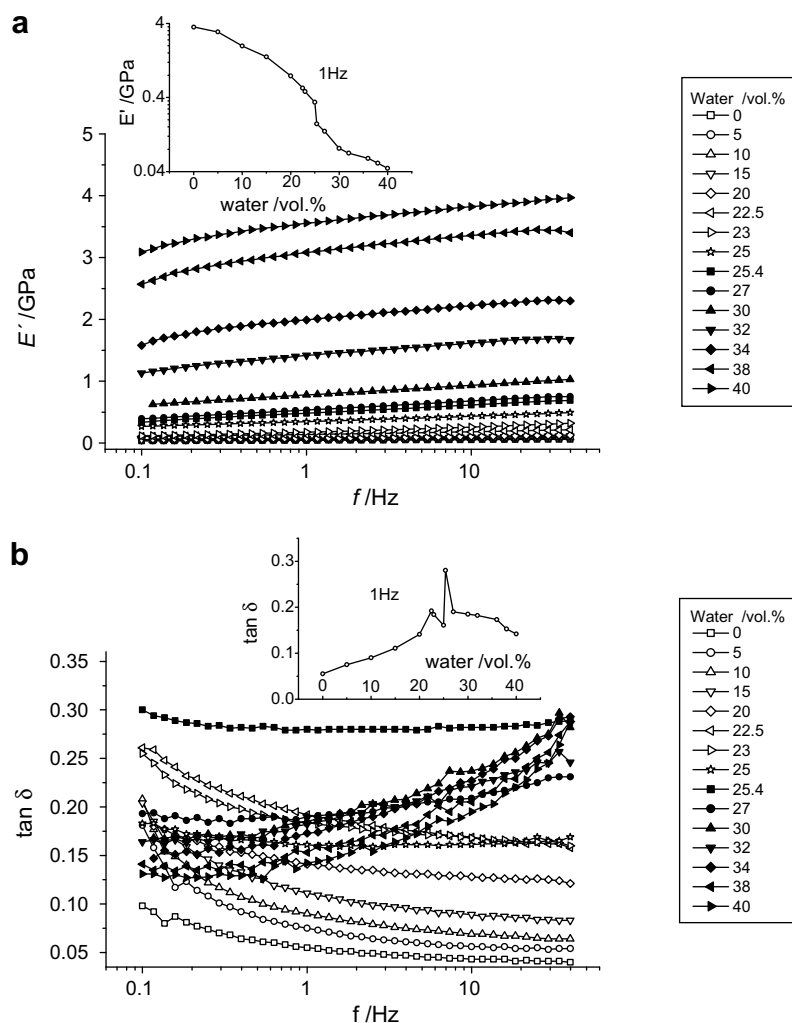 a
4
0.4
0.04
E' /GPa
1Hz
0 10 20 30 40
water /vol.%
5
4
3
2
1
0
E´ /GPa
0.1 1 10
f /Hz
Water /vol.%
0
5
10
15
20
22.5
23
25
25.4
27
30
32
34
38
40
b
0.3
0.2
0.1
0.0
tan δ
1Hz
water /vol.%
0 10 20 30 40
0.35
0.30
0.25
0.20
0.15
0.10
0.05
tan δ
0.1 1 10
f /Hz
Water /vol.%
0
5
10
15
20
22.5
23
25
25.4
27
30
32
34
38
40